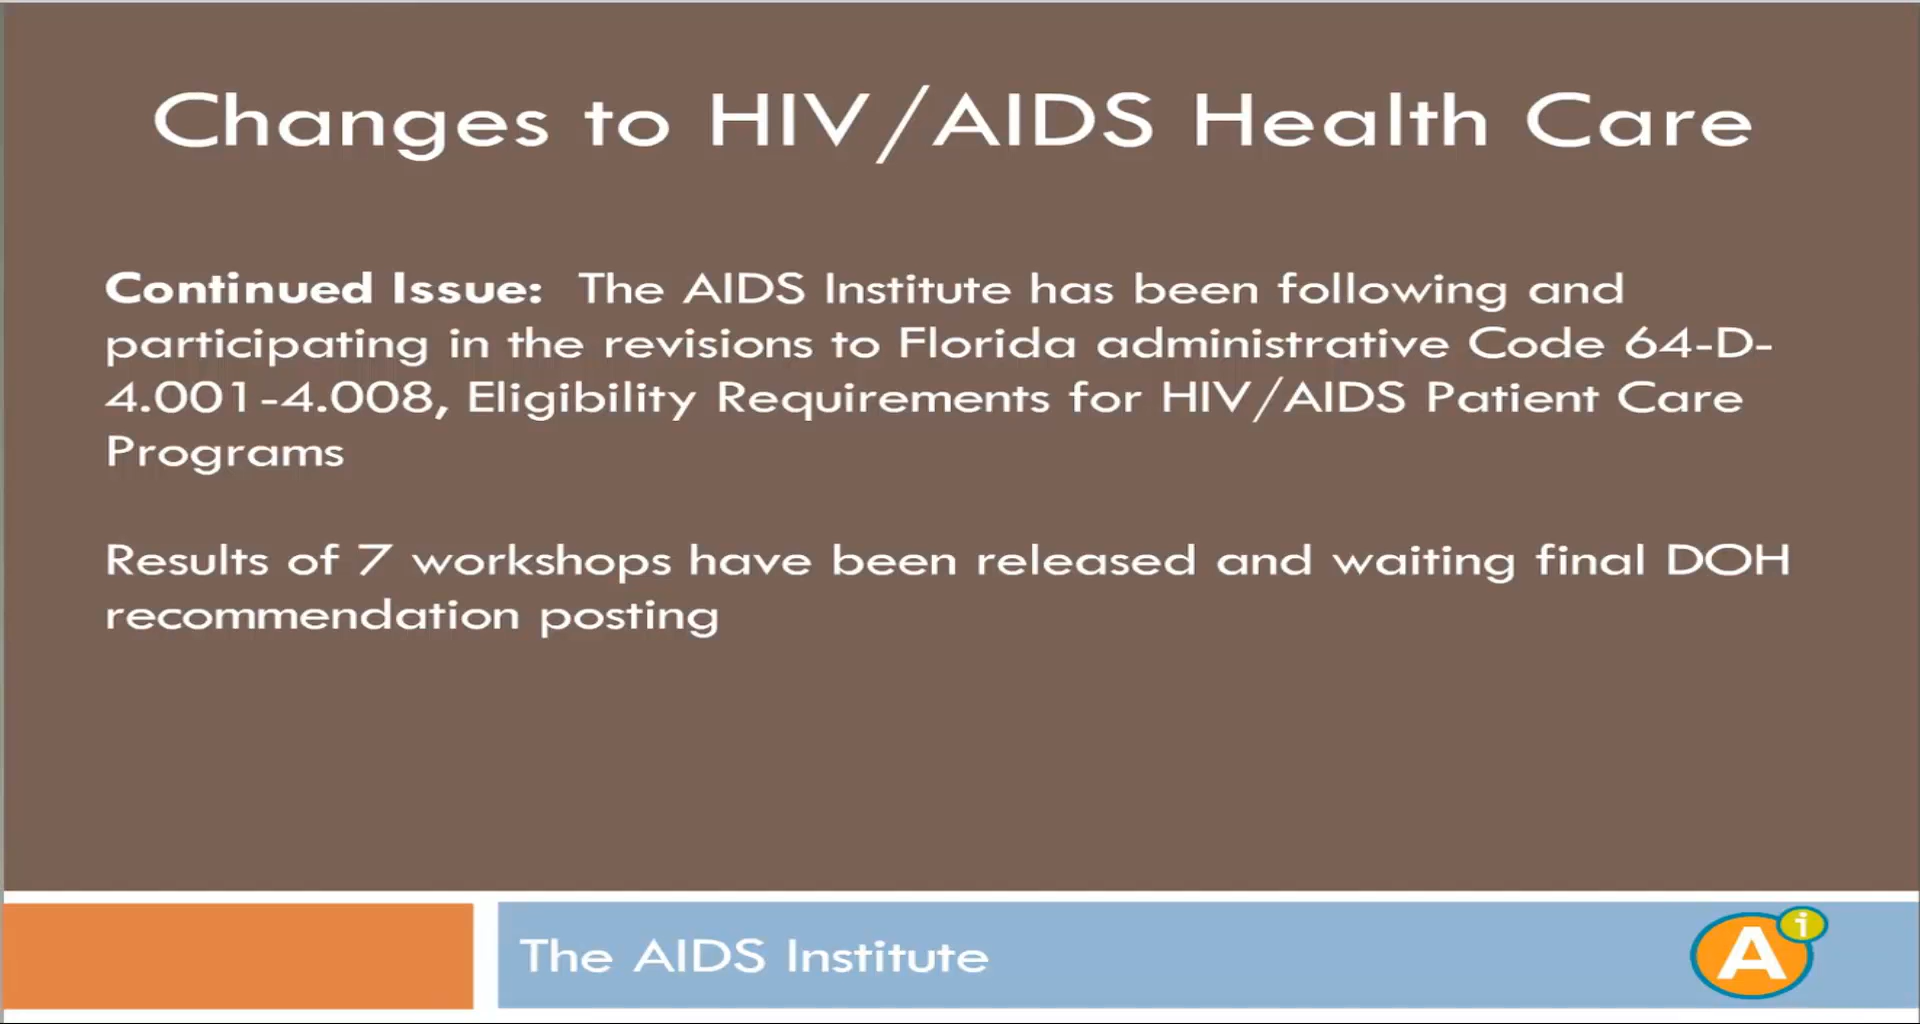 Changes to HIV/AIDS Health Care
Continued Issue: The AIDS Institute has been following and
participating in the revisions to Florida administrative Code 64-D-
4.001-4.008, Eligibility Requirements for HIV/AIDS Patient Care
Programs
Results of 7 workshops have been released and waiting final DOH
recommendation posting
The AIDS Institute
A i